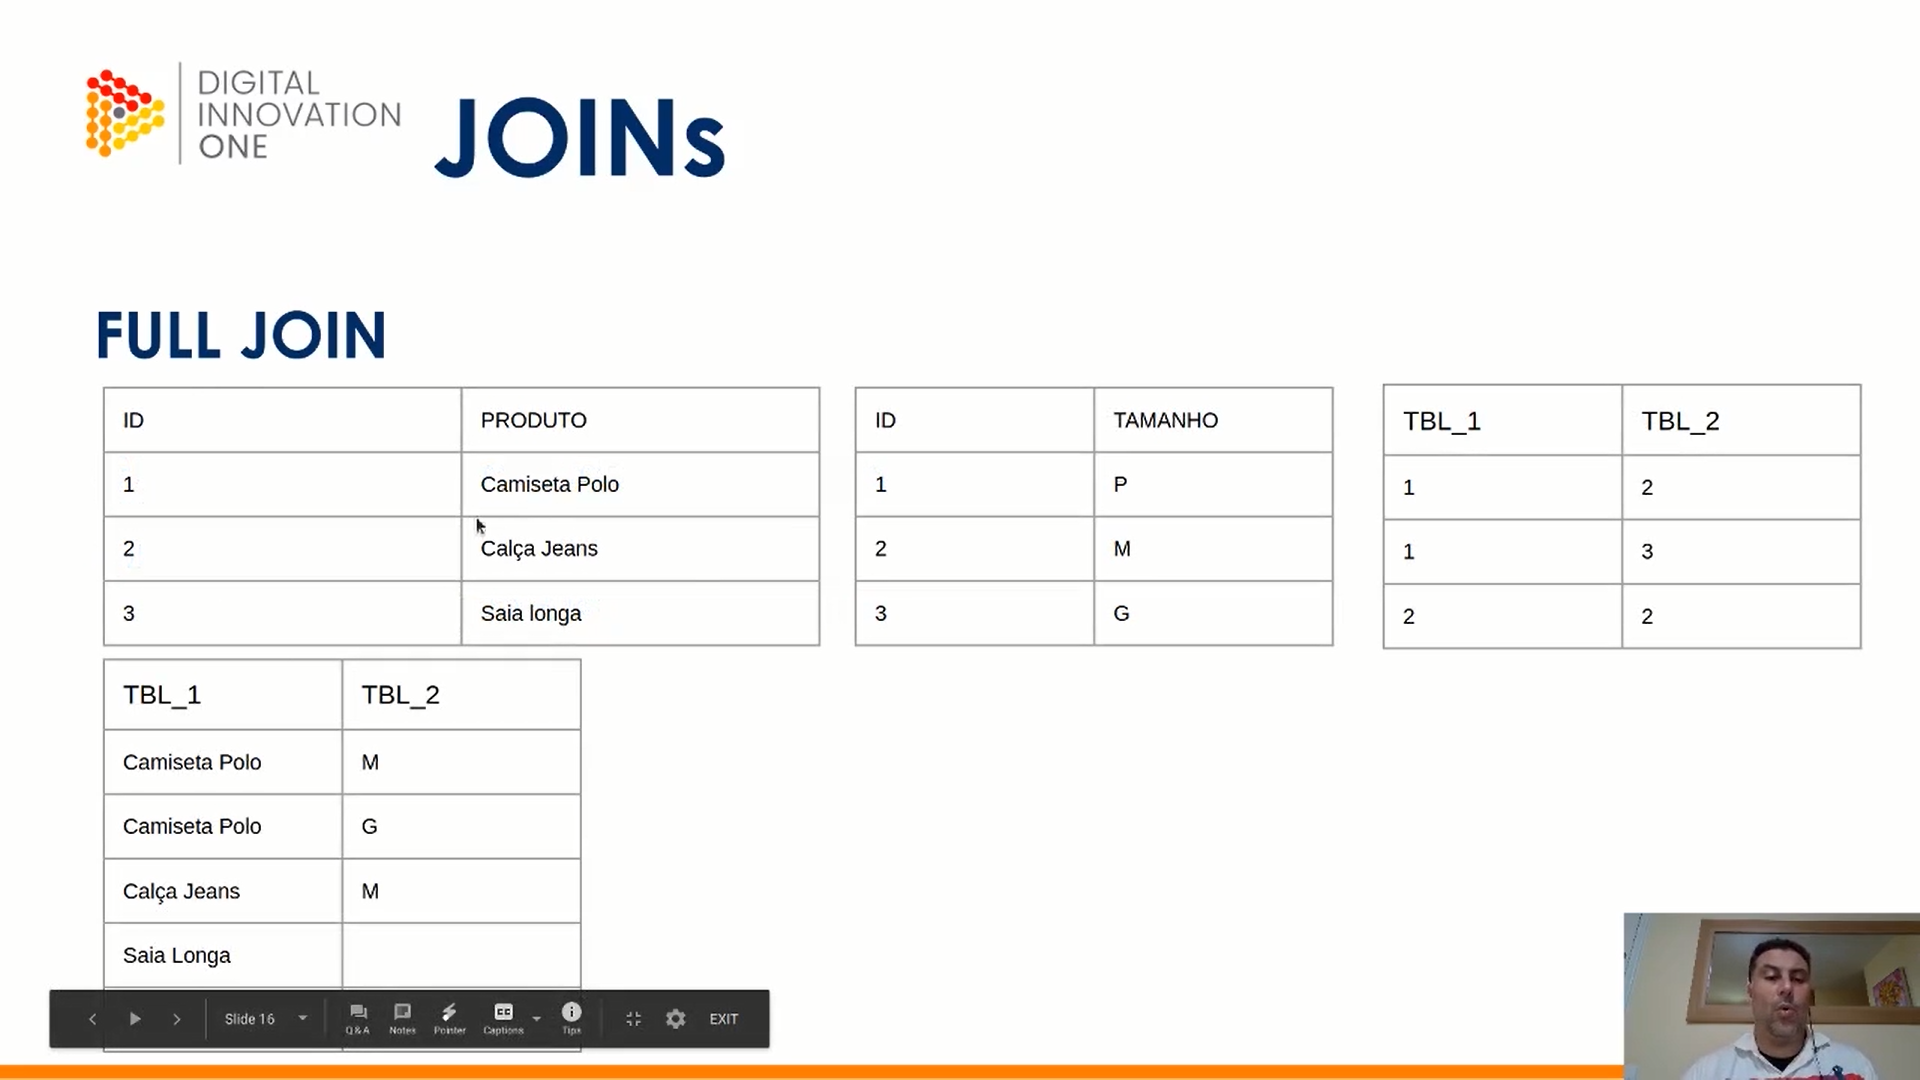 DIGITAL
INNOVATION
ONE
JOINs
FULL JOIN
ID PRODUTO
1 Camiseta Polo
2 Calça Jeans
3 Saia longa
ID TAMANHO
1 P
2 M
3 G
TBL_1 TBL_2
1 2
1 3
2 2
TBL_1 TBL_2
Camiseta Polo M
Camiseta Polo G
Calça Jeans M
Saia Longa
Slide 16
Q&A
Notes
Pointer
CC
Captions
Tips
EXIT